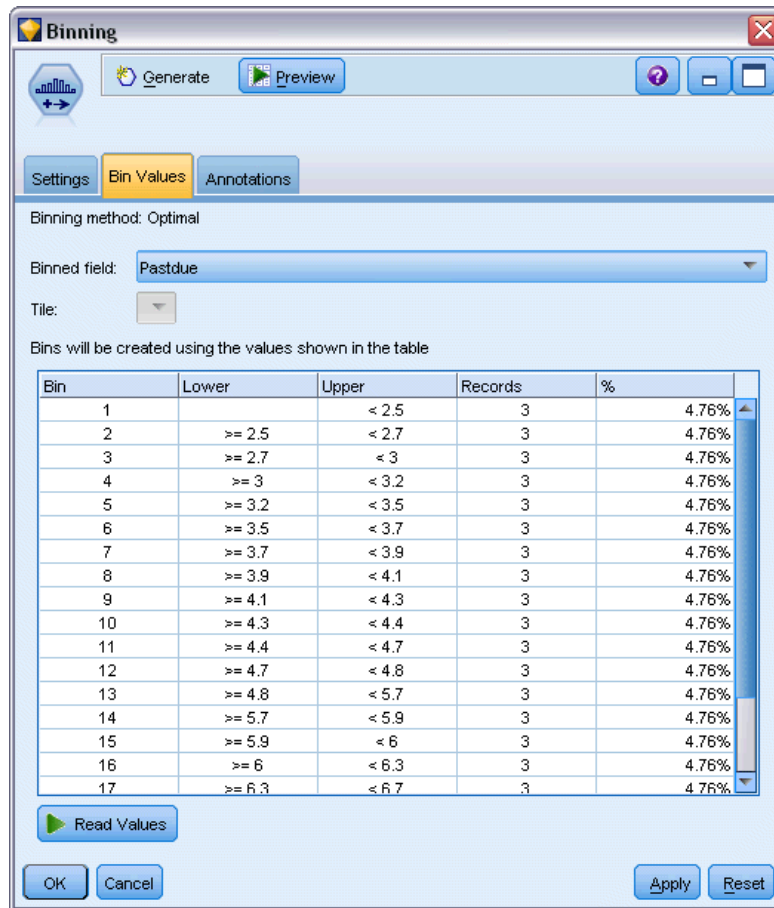 Binning
Generate Preview
Settings Bin Values Annotations
Binning method: Optimal
Binned field: Pastdue
Tile:
Bins will be created using the values shown in the table
Bin Lower Upper Records %
1 < 2.5 3 4.76%
2 >= 2.5 < 2.7 3 4.76%
3 >= 2.7 < 3 3 4.76%
4 >= 3 < 3.2 3 4.76%
5 >= 3.2 < 3.5 3 4.76%
6 >= 3.5 < 3.7 3 4.76%
7 >= 3.7 < 3.9 3 4.76%
8 >= 3.9 < 4.1 3 4.76%
9 >= 4.1 < 4.3 3 4.76%
10 >= 4.3 < 4.4 3 4.76%
11 >= 4.4 < 4.7 3 4.76%
12 >= 4.7 < 4.8 3 4.76%
13 >= 4.8 < 5.7 3 4.76%
14 >= 5.7 < 5.9 3 4.76%
15 >= 5.9 < 6 3 4.76%
16 >= 6 < 6.3 3 4.76%
17 >= 6.3 < 6.7 3 4.76%
Read Values
OK Cancel Apply Reset